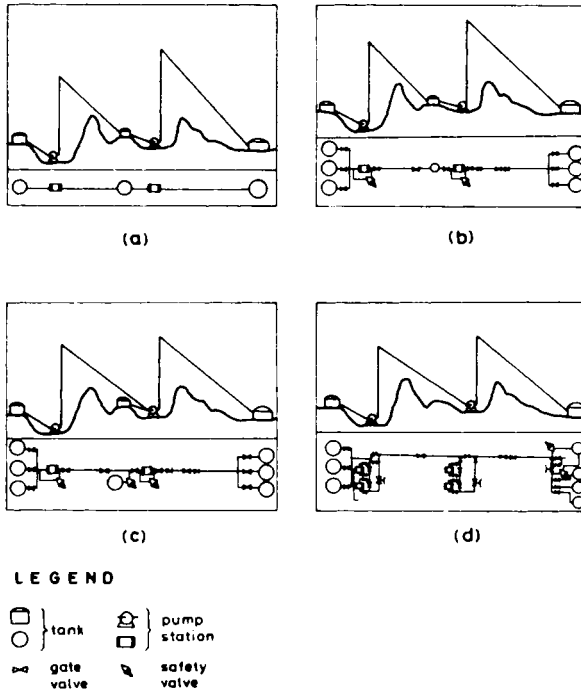 (a)
(b)
(c)
(d)
LEGEND
tank
pump station
gate valve
safety valve